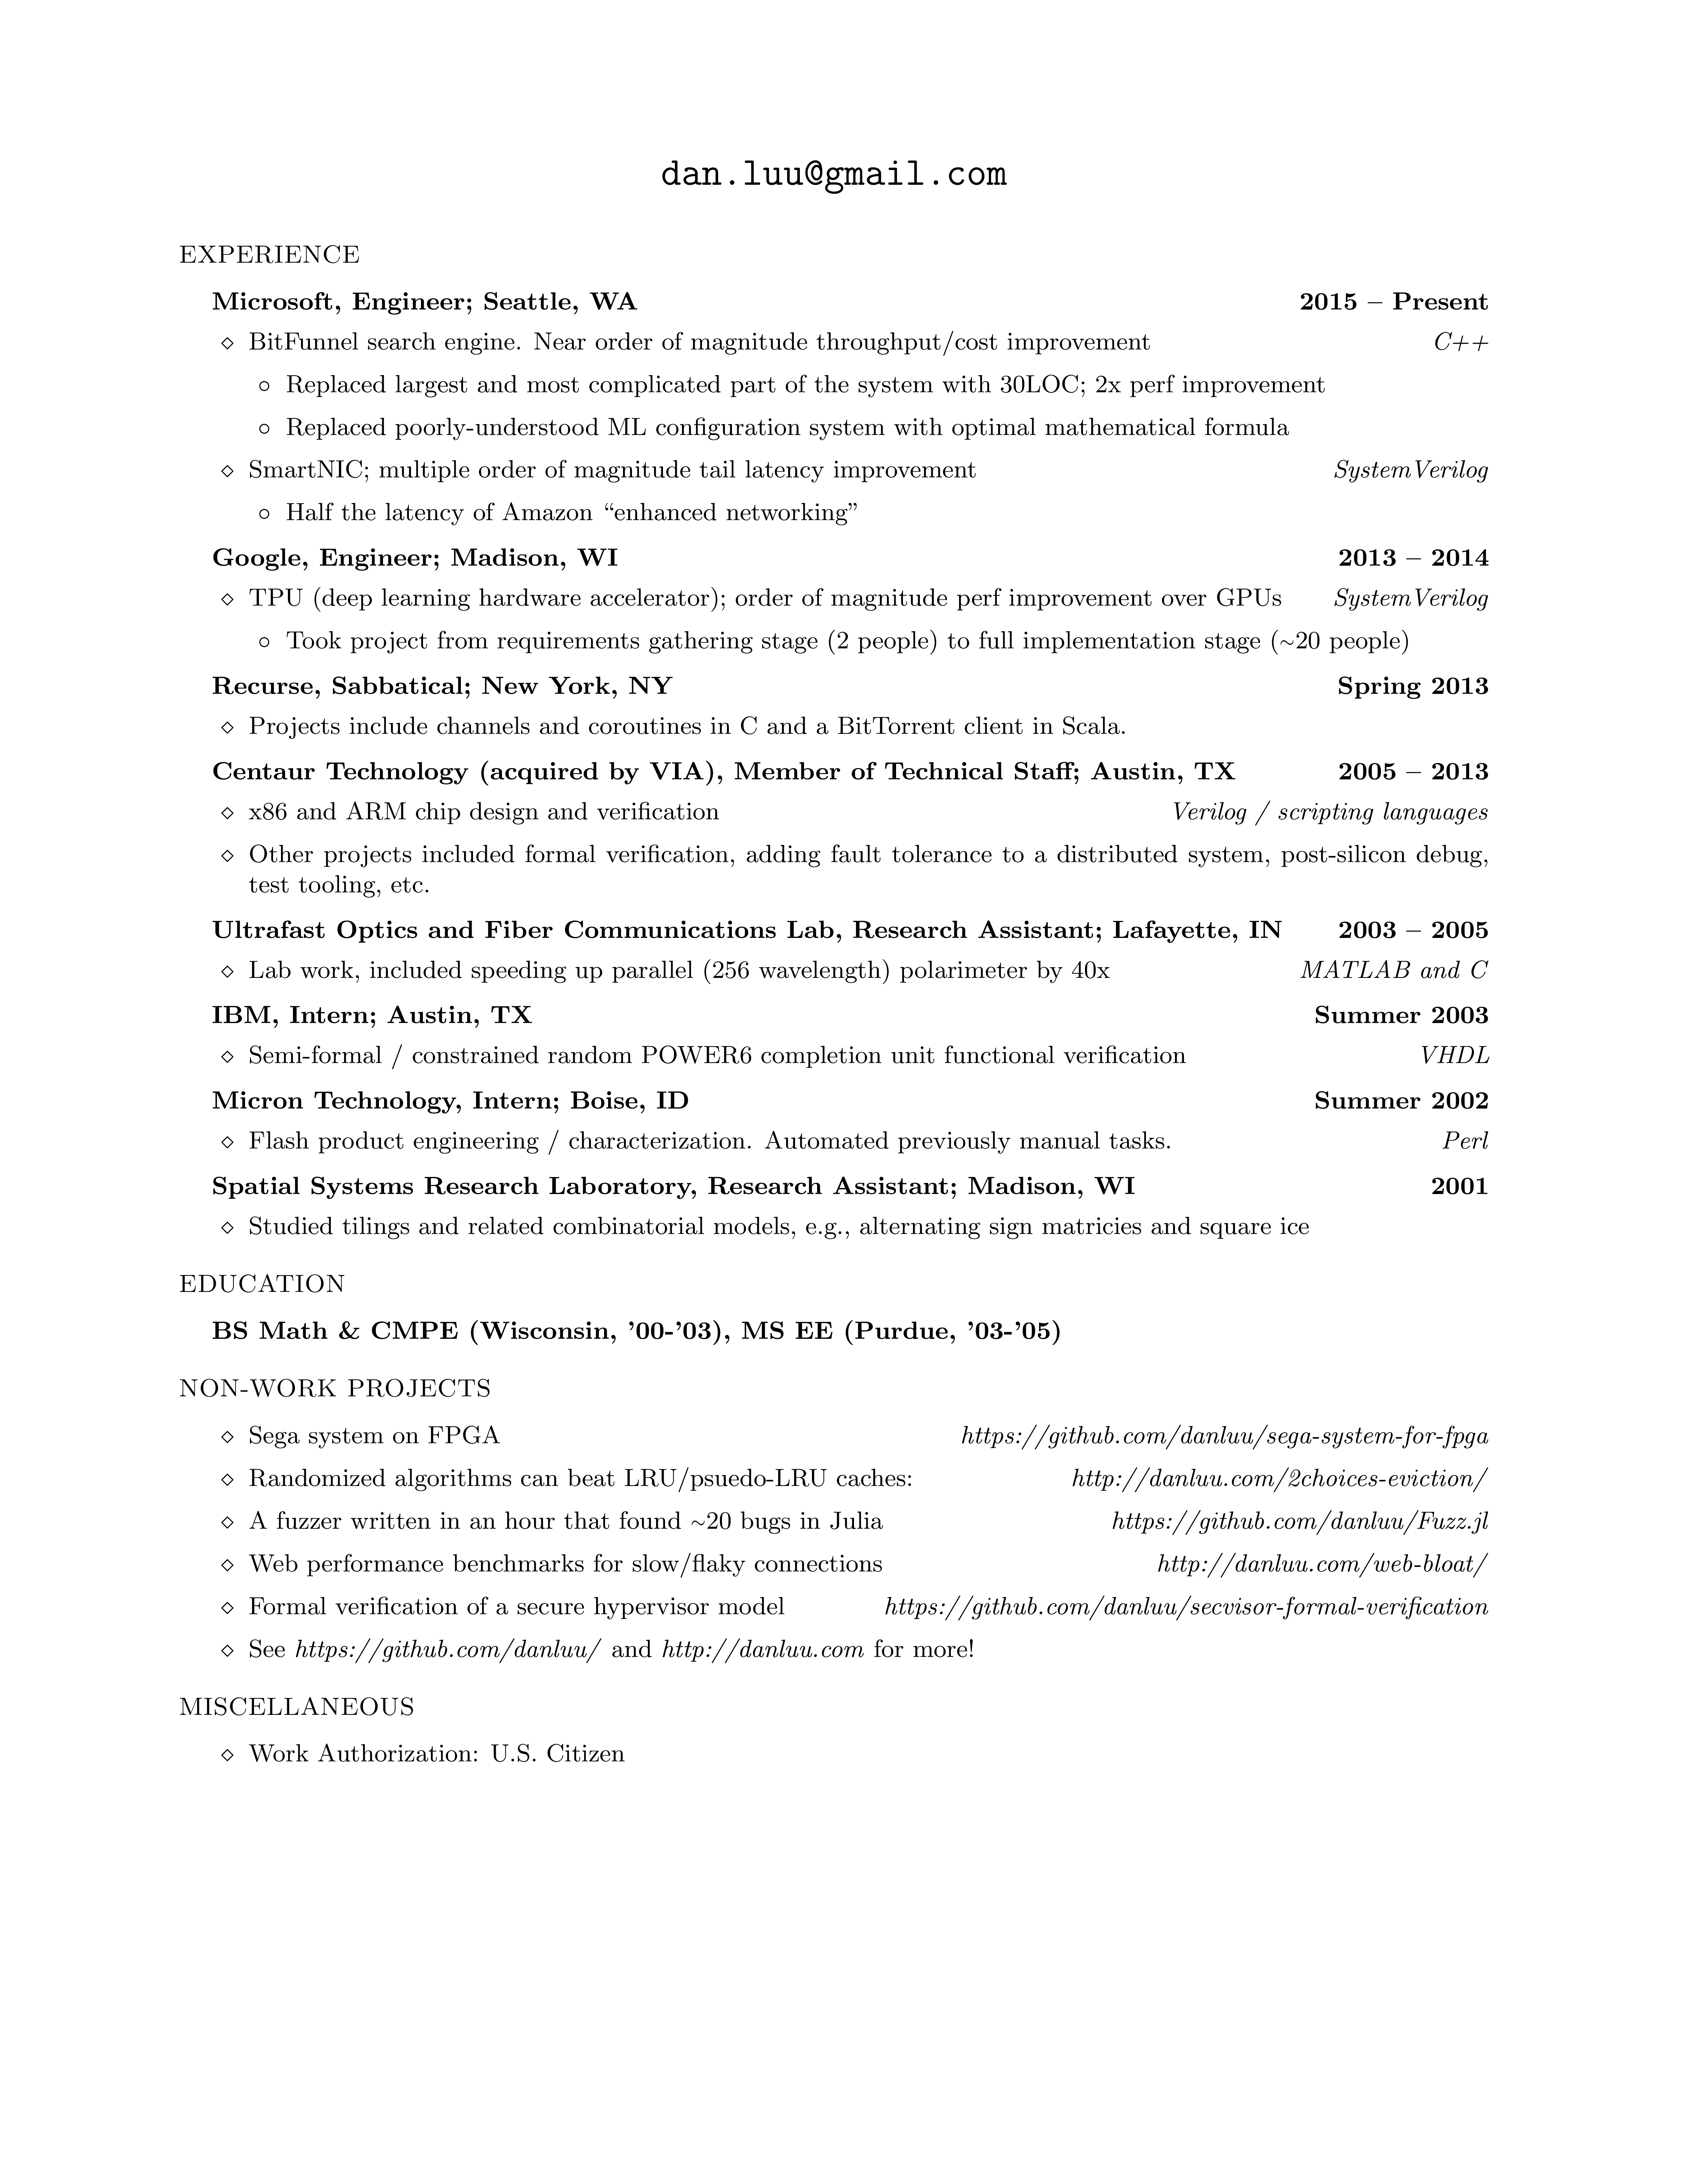 dan.luu@gmail.com
EXPERIENCE
Microsoft, Engineer; Seattle, WA 2015 – Present
⋄ BitFunnel search engine. Near order of magnitude throughput/cost improvement C++
○ Replaced largest and most complicated part of the system with 30LOC; 2x perf improvement
○ Replaced poorly-understood ML configuration system with optimal mathematical formula
⋄ SmartNIC; multiple order of magnitude tail latency improvement SystemVerilog
○ Half the latency of Amazon “enhanced networking”
Google, Engineer; Madison, WI 2013 – 2014
⋄ TPU (deep learning hardware accelerator); order of magnitude perf improvement over GPUs SystemVerilog
○ Took project from requirements gathering stage (2 people) to full implementation stage (~20 people)
Recurse, Sabbatical; New York, NY Spring 2013
⋄ Projects include channels and coroutines in C and a BitTorrent client in Scala.
Centaur Technology (acquired by VIA), Member of Technical Staff; Austin, TX 2005 – 2013
⋄ x86 and ARM chip design and verification Verilog / scripting languages
⋄ Other projects included formal verification, adding fault tolerance to a distributed system, post-silicon debug,
test tooling, etc.
Ultrafast Optics and Fiber Communications Lab, Research Assistant; Lafayette, IN 2003 – 2005
⋄ Lab work, included speeding up parallel (256 wavelength) polarimeter by 40x MATLAB and C
IBM, Intern; Austin, TX Summer 2003
⋄ Semi-formal / constrained random POWER6 completion unit functional verification VHDL
Micron Technology, Intern; Boise, ID Summer 2002
⋄ Flash product engineering / characterization. Automated previously manual tasks. Perl
Spatial Systems Research Laboratory, Research Assistant; Madison, WI 2001
⋄ Studied tilings and related combinatorial models, e.g., alternating sign matricies and square ice
EDUCATION
BS Math & CMPE (Wisconsin, ’00-’03), MS EE (Purdue, ’03-’05)
NON-WORK PROJECTS
⋄ Sega system on FPGA https://github.com/danluu/sega-system-for-fpga
⋄ Randomized algorithms can beat LRU/psuedo-LRU caches: http://danluu.com/2choices-eviction/
⋄ A fuzzer written in an hour that found ~20 bugs in Julia https://github.com/danluu/Fuzz.jl
⋄ Web performance benchmarks for slow/flaky connections http://danluu.com/web-bloat/
⋄ Formal verification of a secure hypervisor model https://github.com/danluu/secvisor-formal-verification
⋄ See https://github.com/danluu/ and http://danluu.com for more!
MISCELLANEOUS
⋄ Work Authorization: U.S. Citizen